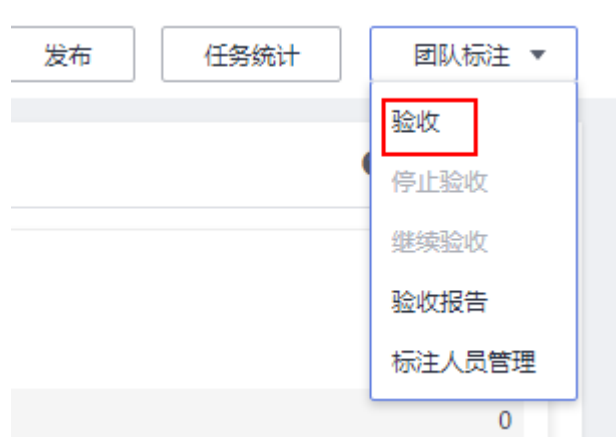 发布 任务统计 团队标注
验收
停止验收
继续验收
验收报告
标注人员管理
0